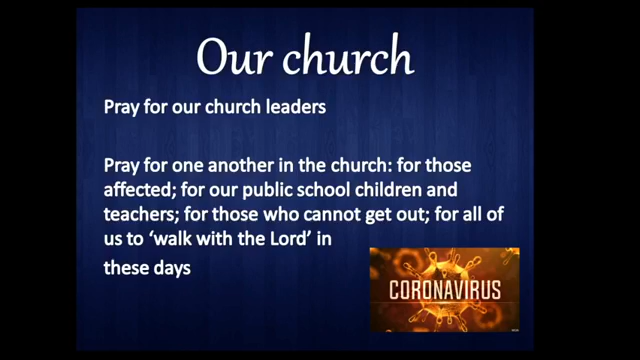 Our church
Pray for our church leaders
Pray for one another in the church: for those
affected; for our public school children and
teachers; for those who cannot get out; for all of
us to ‘walk with the Lord’ in
these days
CORONAVIRUS